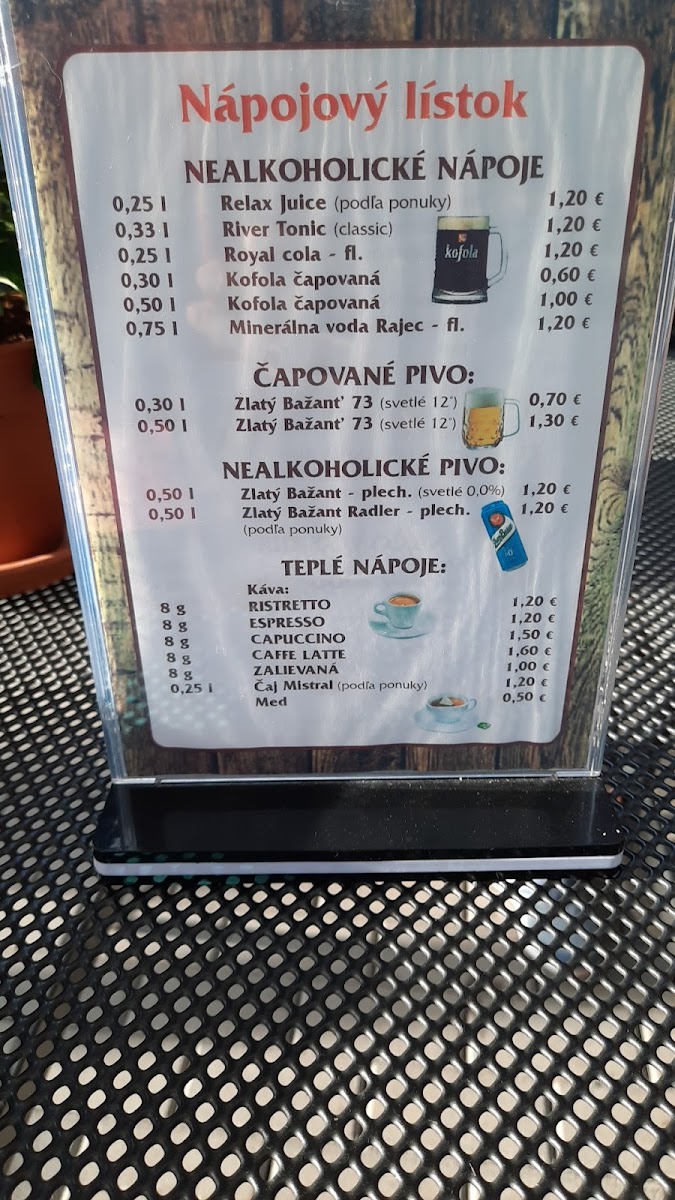 Nápojový lístok
NEALKOHOLICKÉ NÁPOJE
0,25 l Relax Juice (podľa ponuky) 1,20 €
0,33 l River Tonic (classic) 1,20 €
0,25 l Royal cola - fl. 1,20 €
0,30 l Kofola čapovaná 0,60 €
0,50 l Kofola čapovaná 1,00 €
0,75 l Minerálna voda Rajec - fl. 1,20 €
kofola
ČAPOVANÉ PIVO:
0,30 l Zlatý Bažant' 73 (svetlé 12°) 0,70 €
0,50 l Zlatý Bažant' 73 (svetlé 12°) 1,30 €
NEALKOHOLICKÉ PIVO:
0,50 l Zlatý Bažant - plech. (svetlé 0,0%) 1,20 €
0,50 l Zlatý Bažant Radler - plech. 1,20 €
(podľa ponuky)
TEPLÉ NÁPOJE:
Káva:
8 g RISTRETTO 1,20 €
8 g ESPRESSO 1,20 €
8 g CAPUCCINO 1,50 €
8 g CAFFE LATTE 1,60 €
8 g ZALIEVANÁ 1,00 €
0,25 l Čaj Mistral (podľa ponuky) 1,20 €
Med 0,50 €